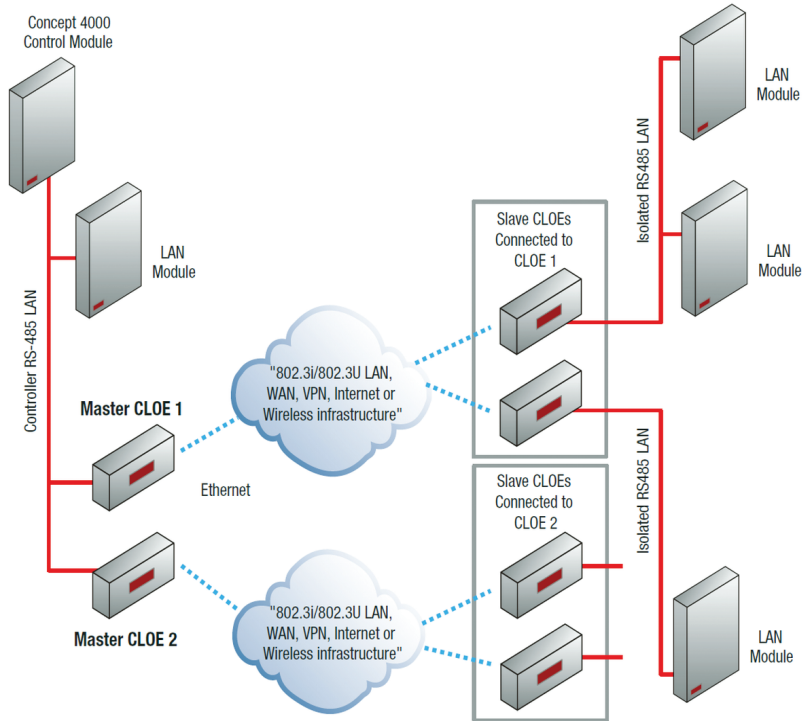 Concept 4000
Control Module
LAN
Module
Controller RS-485 LAN
Master CLOE 1
Ethernet
Master CLOE 2
"802.3i/802.3U LAN,
WAN, VPN, Internet or
Wireless infrastructure"
"802.3i/802.3U LAN,
WAN, VPN, Internet or
Wireless infrastructure"
Slave CLOEs
Connected to
CLOE 1
Slave CLOEs
Connected to
CLOE 2
Isolated RS485 LAN
LAN
Module
LAN
Module
Isolated RS485 LAN
LAN
Module